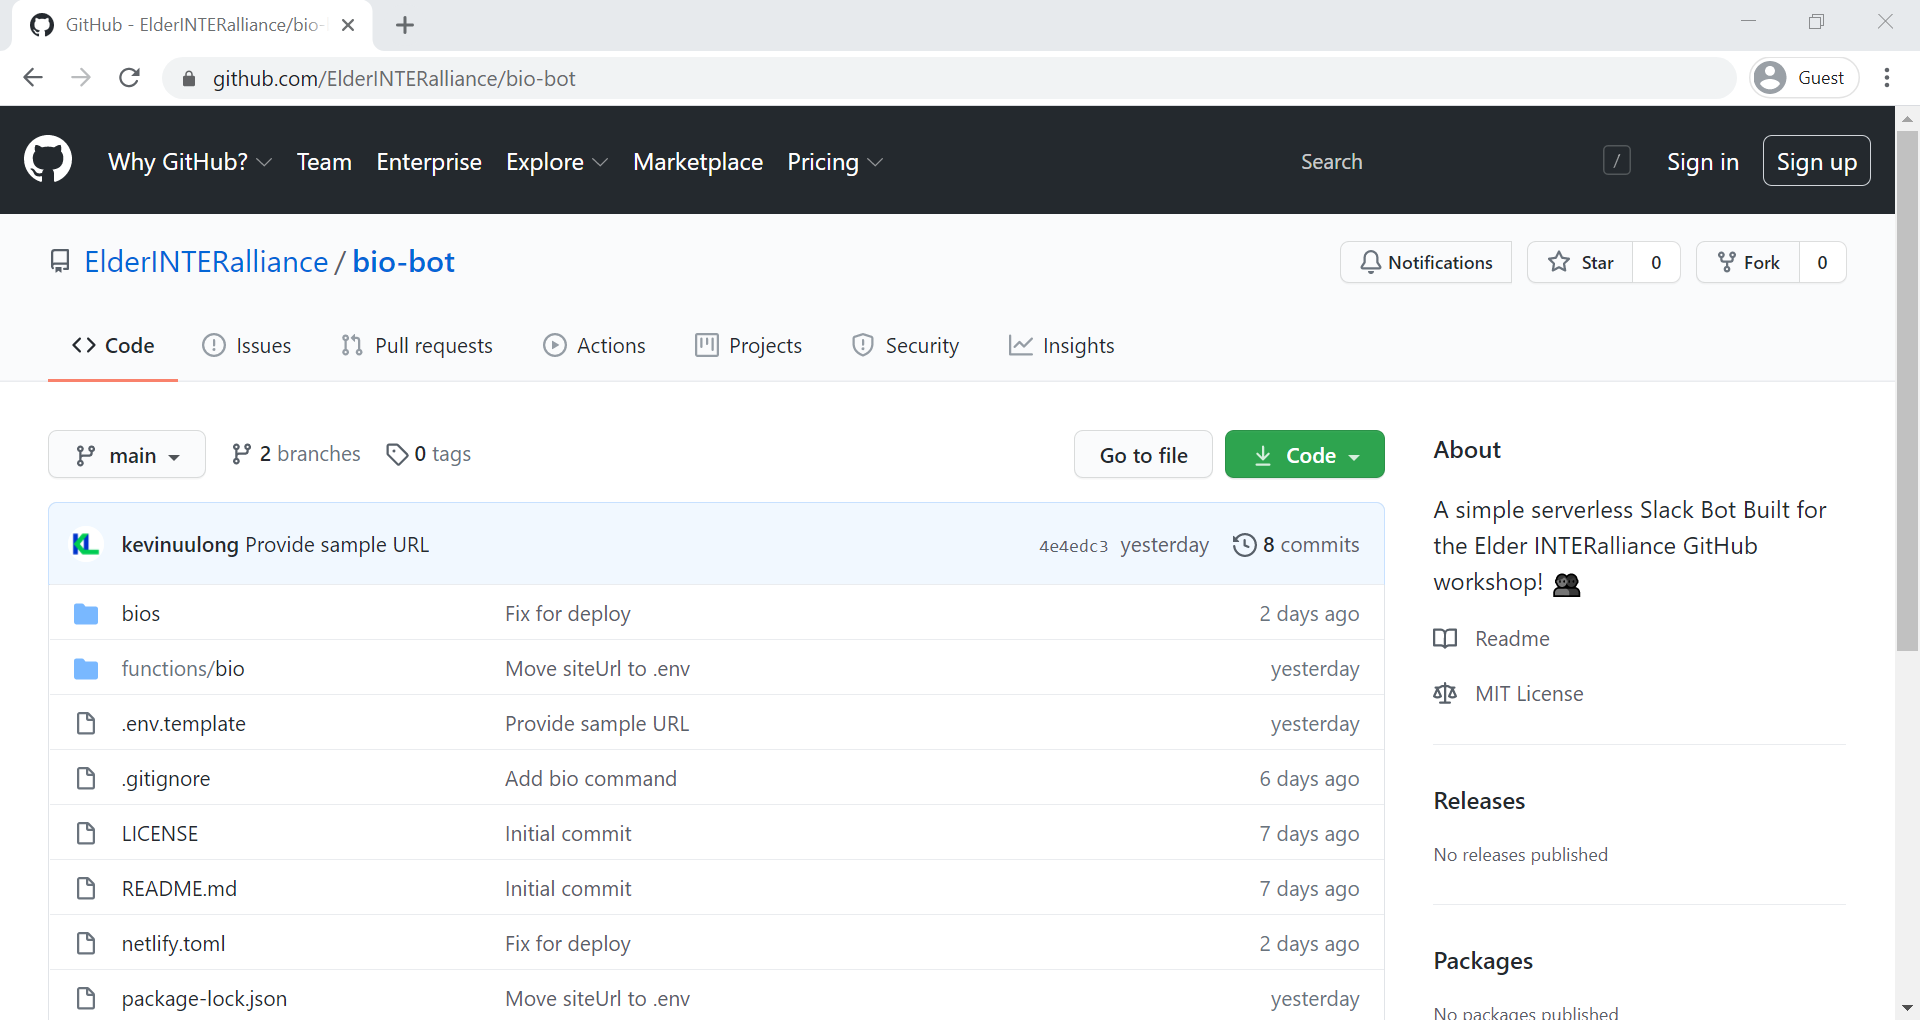 GitHub - ElderINTERalliance/bio-
github.com/ElderINTERalliance/bio-bot
Guest
Why GitHub? Team Enterprise Explore Marketplace Pricing Search / Sign in Sign up
ElderINTERalliance / bio-bot
Notifications Star 0 Fork 0
Code Issues Pull requests Actions Projects Security Insights
main 2 branches 0 tags Go to file Code
KL kevinuulong Provide sample URL 4e4edc3 yesterday 8 commits
bios Fix for deploy 2 days ago
functions/bio Move siteUrl to .env yesterday
.env.template Provide sample URL yesterday
.gitignore Add bio command 6 days ago
LICENSE Initial commit 7 days ago
README.md Initial commit 7 days ago
netlify.toml Fix for deploy 2 days ago
package-lock.json Move siteUrl to .env yesterday
About
A simple serverless Slack Bot Built for
the Elder INTERalliance GitHub
workshop! 👥
Readme
MIT License
Releases
No releases published
Packages
No packages published